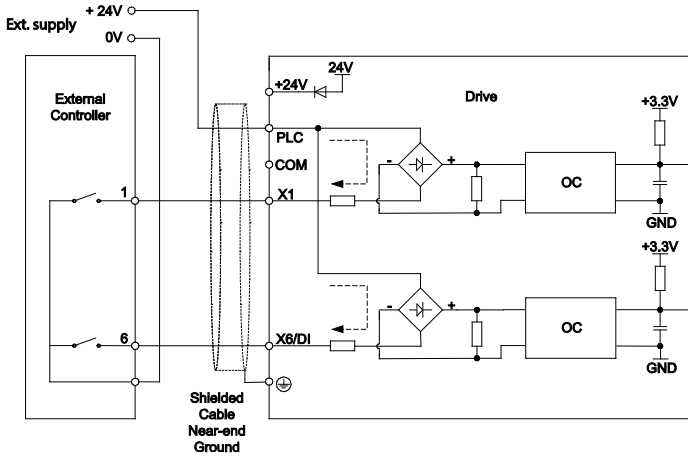 + 24V
Ext. supply
0V
24V
+24V
External
Controller
Drive
+3.3V
PLC
COM
- +
OC
1
X1
GND
+3.3V
- +
OC
6
X6/DI
GND
Shielded
Cable
Near-end
Ground